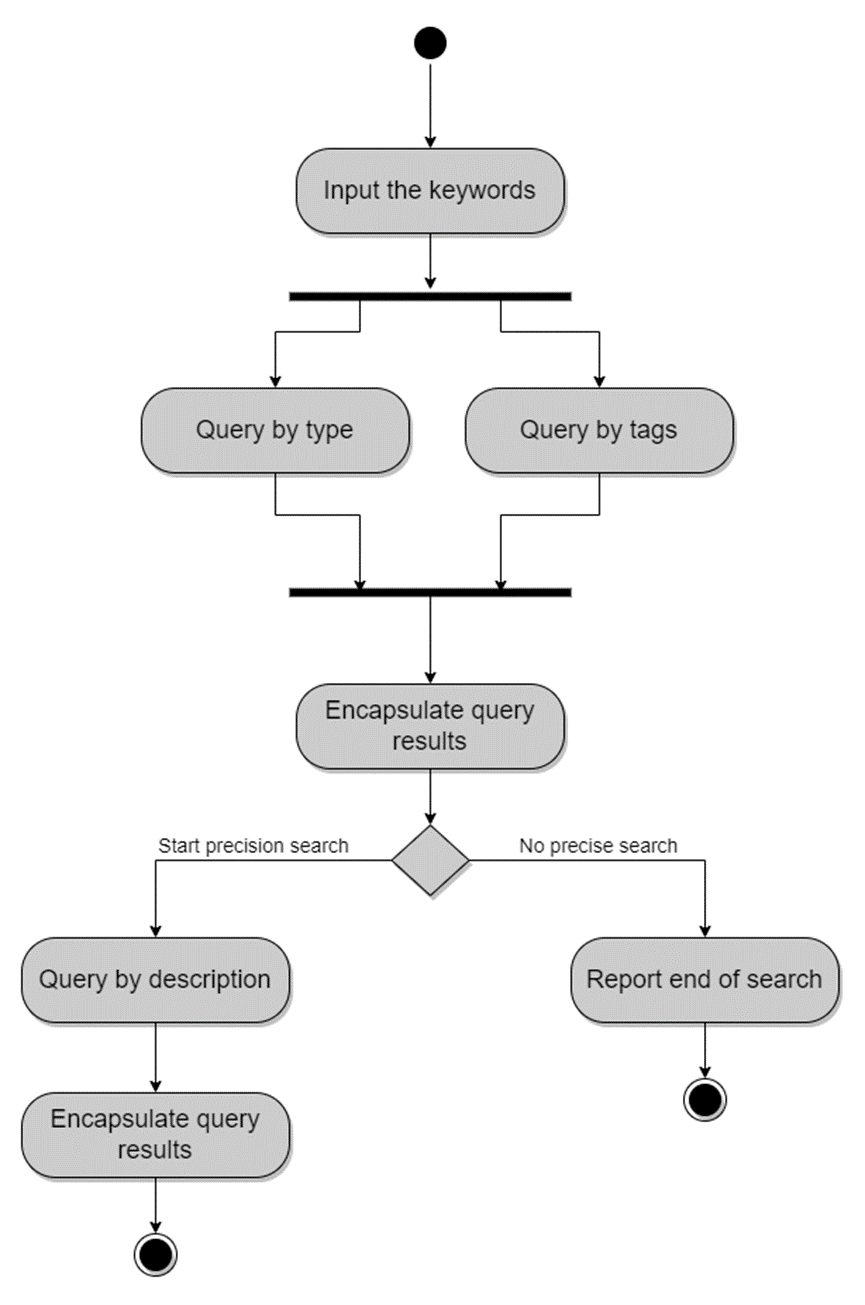 Input the keywords
Query by type
Query by tags
Encapsulate query
results
Start precision search
No precise search
Query by description
Report end of search
Encapsulate query
results